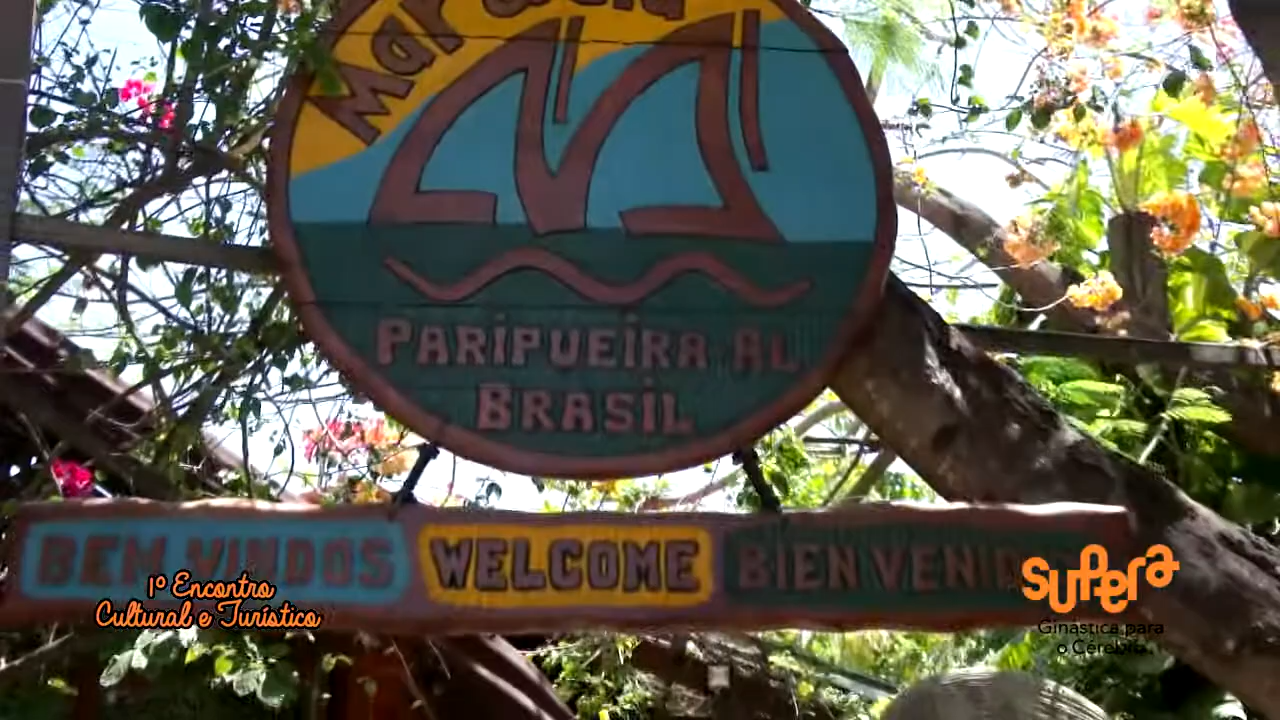 PARIPUEIRA AL
BRASIL
BEM VINDOS WELCOME
1º Encontro
Cultural e Turístico
supera
Ginástica para
o Cérebro